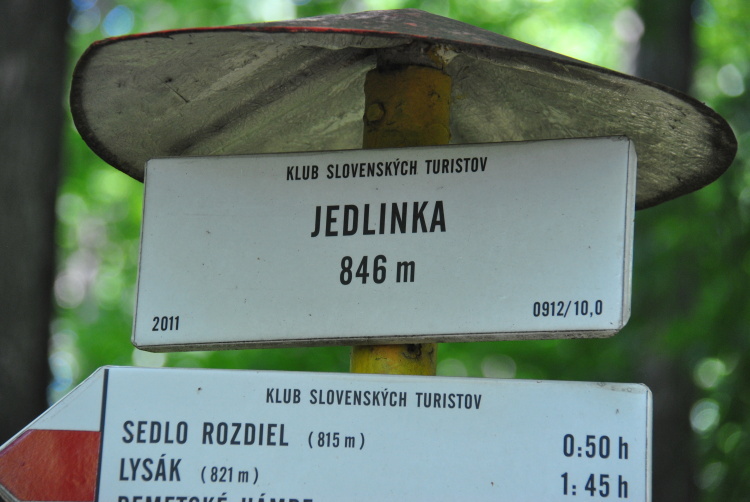 KLUB SLOVENSKÝCH TURISTOV
JEDLINKA
846 m
2011 0912/10,0
KLUB SLOVENSKÝCH TURISTOV
SEDLO ROZDIEL (815 m) 0:50 h
LYSÁK (821 m) 1:45 h